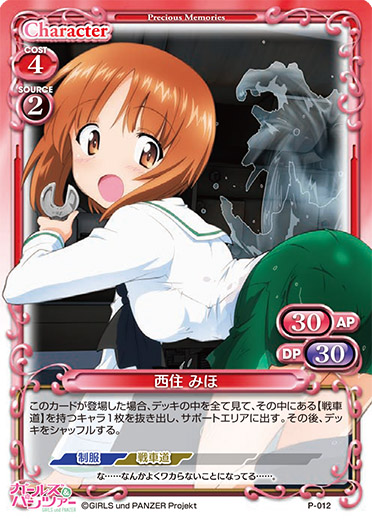 Precious Memories
Character
COST
4
SOURCE
2
30 AP
DP 30
西住 みほ
このカードが登場した場合、デッキの中を全て見て、その中にある【戦車
道】を持つキャラ1枚を抜き出し、サポートエリアに出す。その後、デッ
キをシャッフルする。
制服 戦車道
な……なんかよくワカらないことになってる……。
ガールズ&
パンツァー
GIRLS und PANZER
©GIRLS und PANZER Projekt
P-012